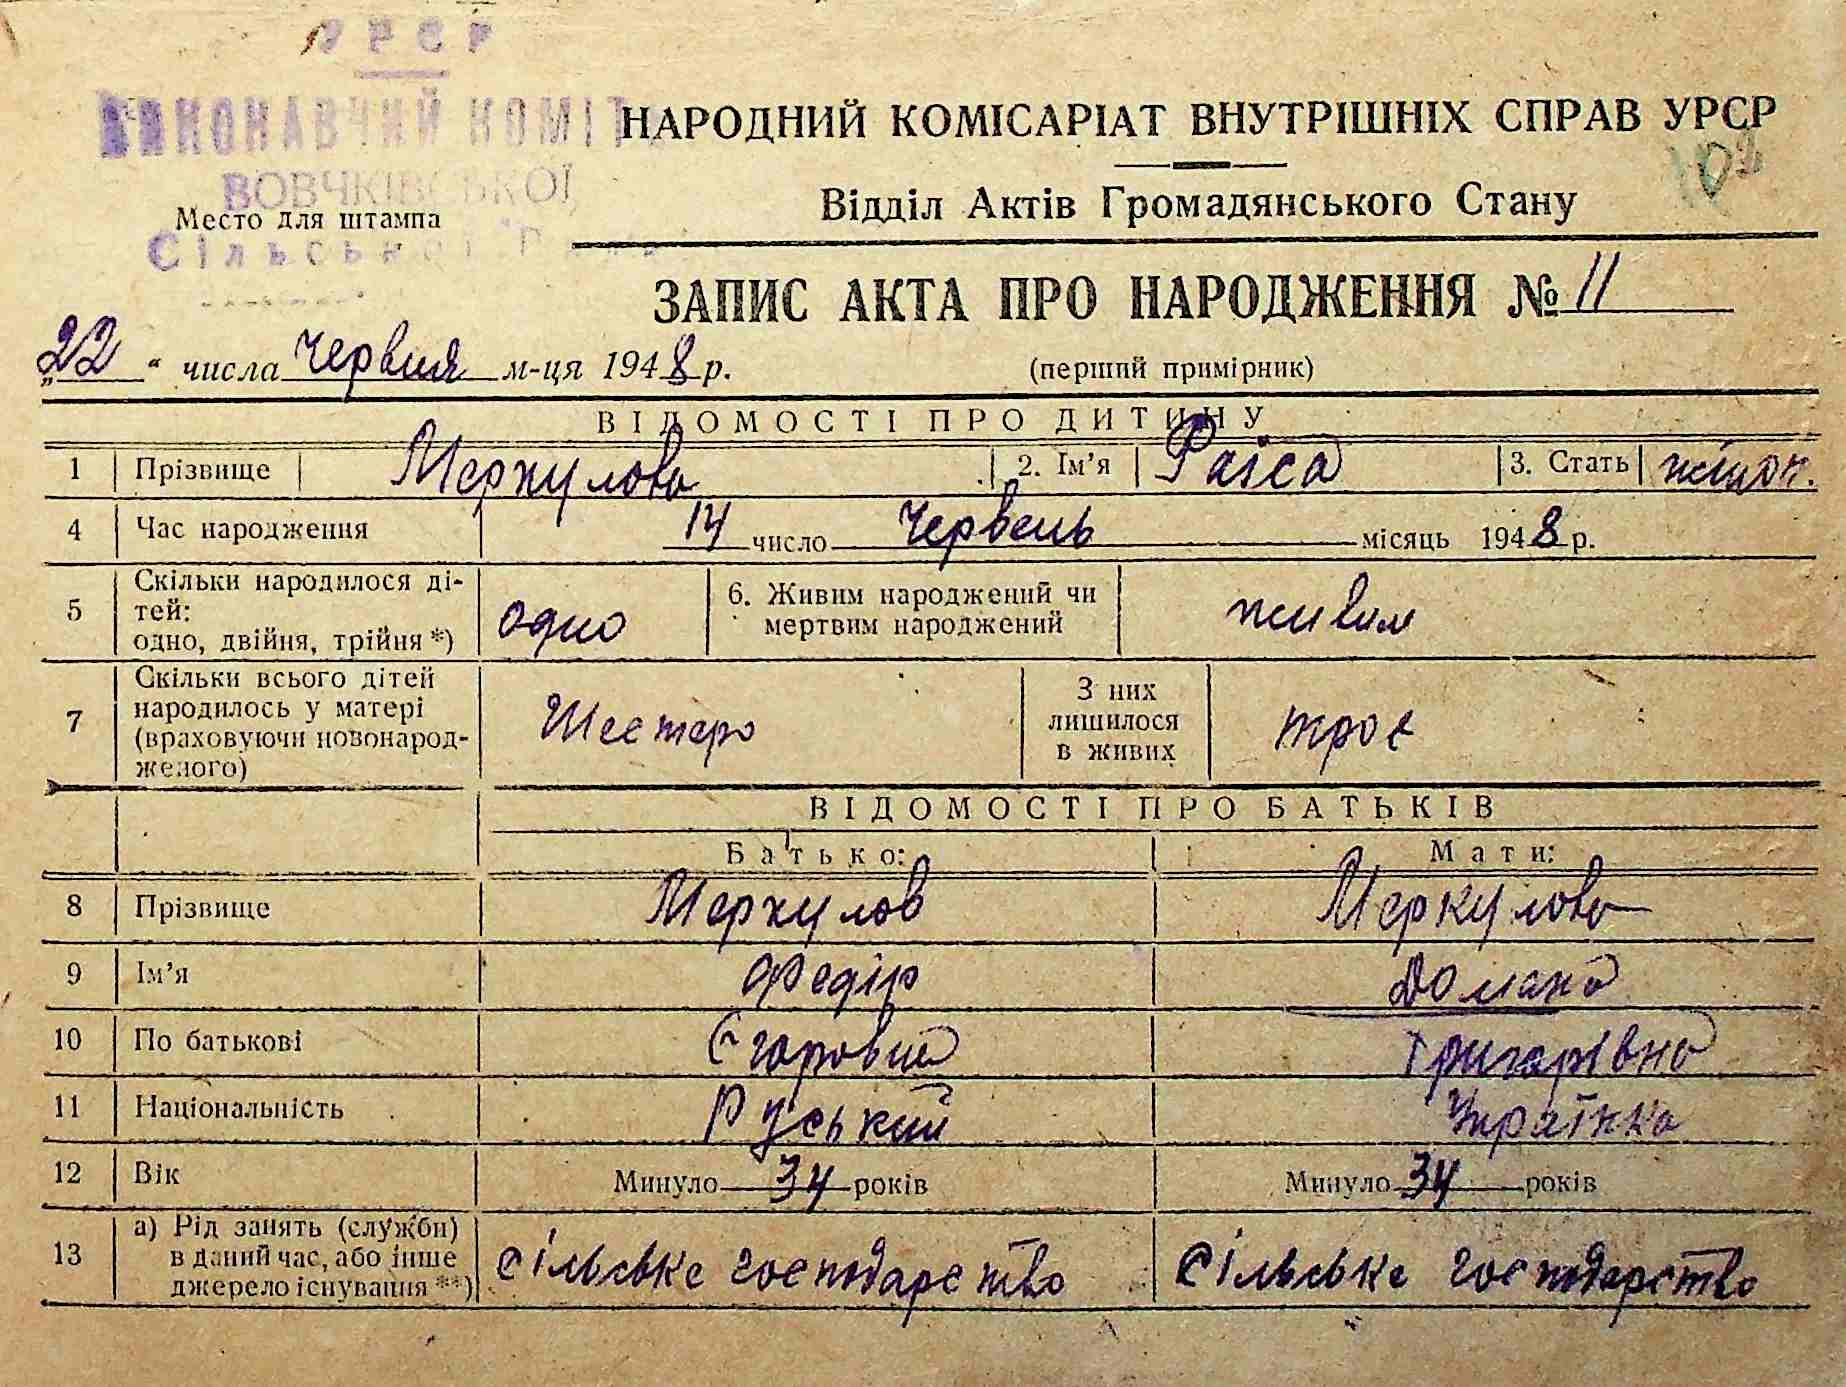 УРСР
ВИКОНАВЧИЙ КОМІТ
ВОВЧКІВСЬКОЇ
Сільської
Место для штампа
НАРОДНИЙ КОМІСАРІАТ ВНУТРІШНІХ СПРАВ УРСР
Відділ Актів Громадянського Стану
ЗАПИС АКТА ПРО НАРОДЖЕННЯ № 11
„22“ числа червня м-ця 1948 р. (перший примірник)
ВІДОМОСТІ ПРО ДИТИНУ
1 Прізвище Меркулова 2. Ім’я Раїса 3. Стать жіноч.
4 Час народження 14 число червень місяць 1948 р.
5 Скільки народилося ді-
тей:
одно, двійня, трійня *) одно 6. Живим народжений чи
мертвим народжений живим
7 Скільки всього дітей
народилось у матері
(враховуючи новонарод-
женого) Шестеро З них
лишилося
в живих троє
ВІДОМОСТІ ПРО БАТЬКІВ
Батько: Мати:
8 Прізвище Меркулов Меркулова
9 Ім’я Федір Домана
10 По батькові Єгорович Григорівна
11 Національність Руський Українка
12 Вік Минуло 34 років Минуло 34 років
13 а) Рід занять (служби)
в даний час, або інше
джерело існування **) Сільське господарство Сільське господарство